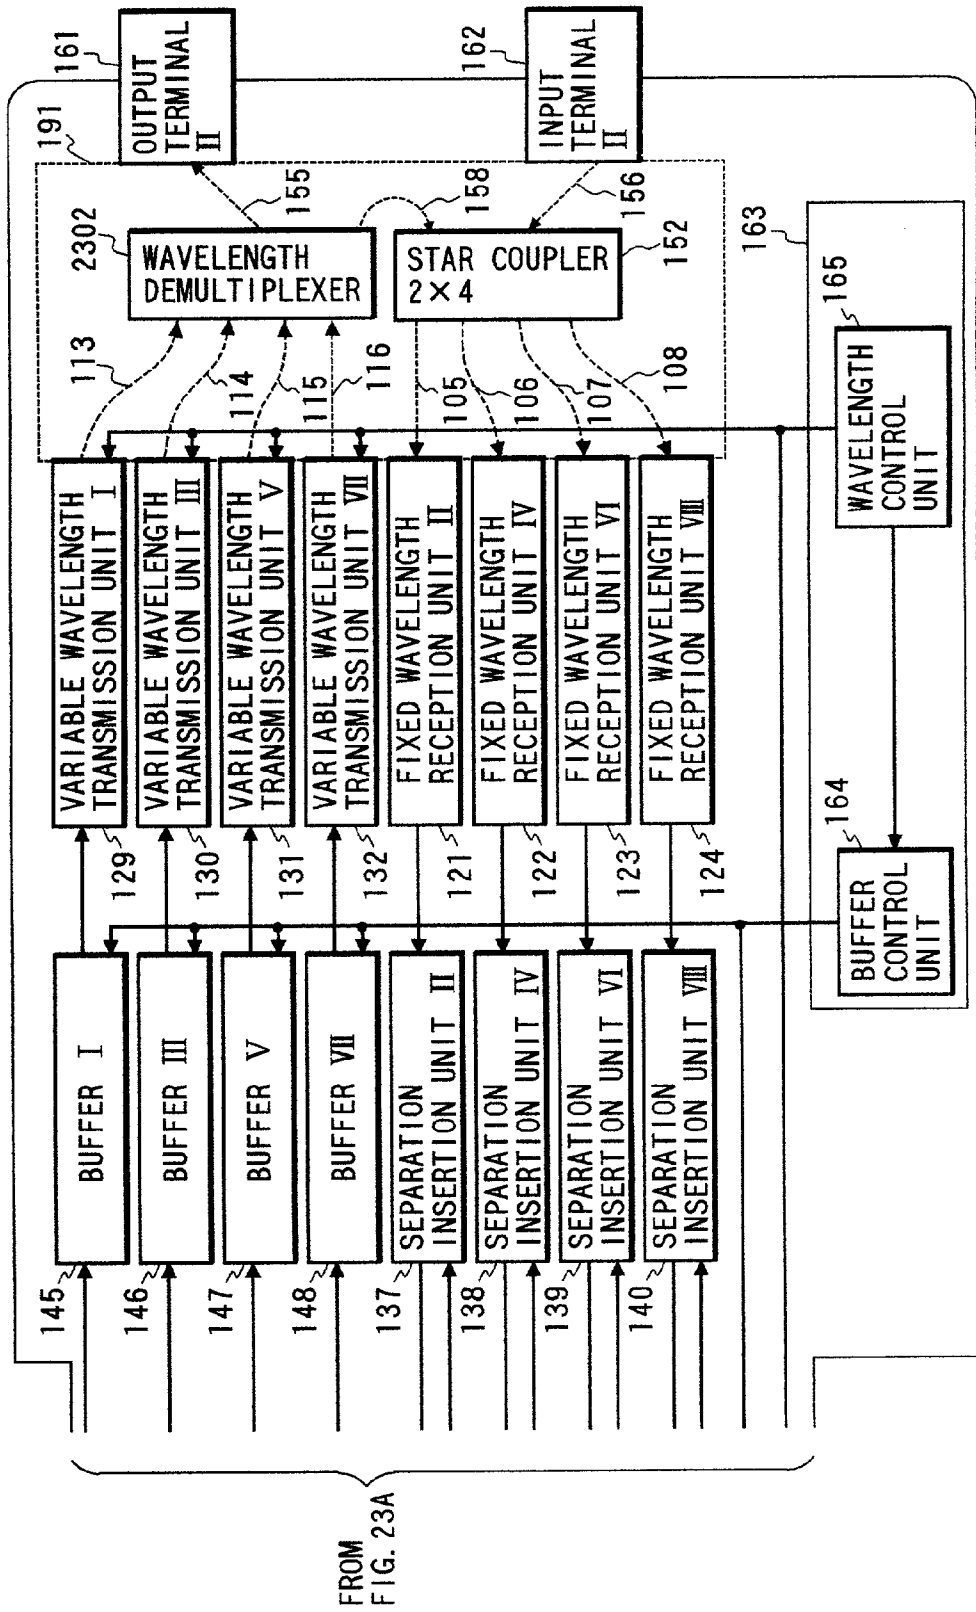 FROM
FIG. 23A
145
BUFFER I
146
BUFFER III
147
BUFFER V
148
BUFFER VII
137
SEPARATION
INSERTION UNIT II
138
SEPARATION
INSERTION UNIT IV
139
SEPARATION
INSERTION UNIT VI
140
SEPARATION
INSERTION UNIT VIII
129
VARIABLE WAVELENGTH
TRANSMISSION UNIT I
130
VARIABLE WAVELENGTH
TRANSMISSION UNIT III
131
VARIABLE WAVELENGTH
TRANSMISSION UNIT V
132
VARIABLE WAVELENGTH
TRANSMISSION UNIT VII
121
FIXED WAVELENGTH
RECEPTION UNIT II
122
FIXED WAVELENGTH
RECEPTION UNIT IV
123
FIXED WAVELENGTH
RECEPTION UNIT VI
124
FIXED WAVELENGTH
RECEPTION UNIT VIII
113
114
115
116
105
106
107
108
2302
WAVELENGTH
DEMULTIPLEXER
STAR COUPLER
2×4
152
191
155
158
156
161
OUTPUT
TERMINAL
II
162
INPUT
TERMINAL
II
163
164
BUFFER
CONTROL
UNIT
165
WAVELENGTH
CONTROL
UNIT